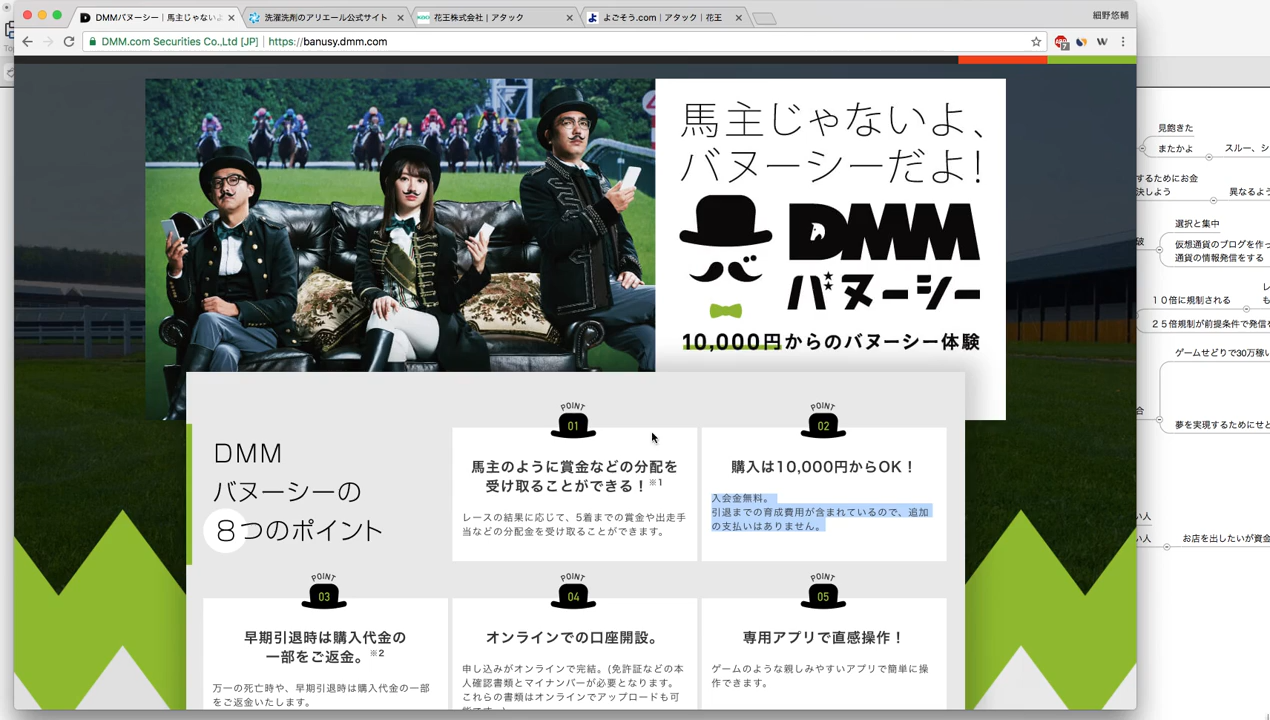 DMMバヌーシー｜馬主じゃない
洗濯洗剤のアリエール公式サイト
花王株式会社｜アタック
よごそう.com｜アタック｜花王
細野悠輔
DMM.com Securities Co.,Ltd [JP]
https://banusy.dmm.com
馬主じゃないよ、
バヌーシーだよ!
DMM
バヌーシー
10,000円からのバヌーシー体験
DMM
バヌーシーの
8つのポイント
POINT
01
馬主のように賞金などの分配を
受け取ることができる！※1
レースの結果に応じて、5着までの賞金や出走手
当などの分配金を受け取ることができます。
POINT
02
購入は10,000円からOK！
入会金無料。
引退までの育成費用が含まれているので、追加
の支払いはありません。
POINT
03
早期引退時は購入代金の
一部をご返金。※2
万一の死亡時や、早期引退時は購入代金の一部
をご返金いたします。
POINT
04
オンラインでの口座開設。
申し込みがオンラインで完結。(免許証などの本
人確認書類とマイナンバーが必要となります。
これらの書類はオンラインでアップロードも可
POINT
05
専用アプリで直感操作！
ゲームのような親しみやすいアプリで簡単に操
作できます。
見飽きた
またかよ
スルー、シ
するためにお金
決しよう
異なるよう
選択と集中
破
仮想通貨のブログを作っ
通貨の情報発信をする
１０倍に規制される
２５倍規制が前提条件で発信を
ゲームせどりで30万稼い
合
夢を実現するためにせど
い人
い人
お店を出したいが資金